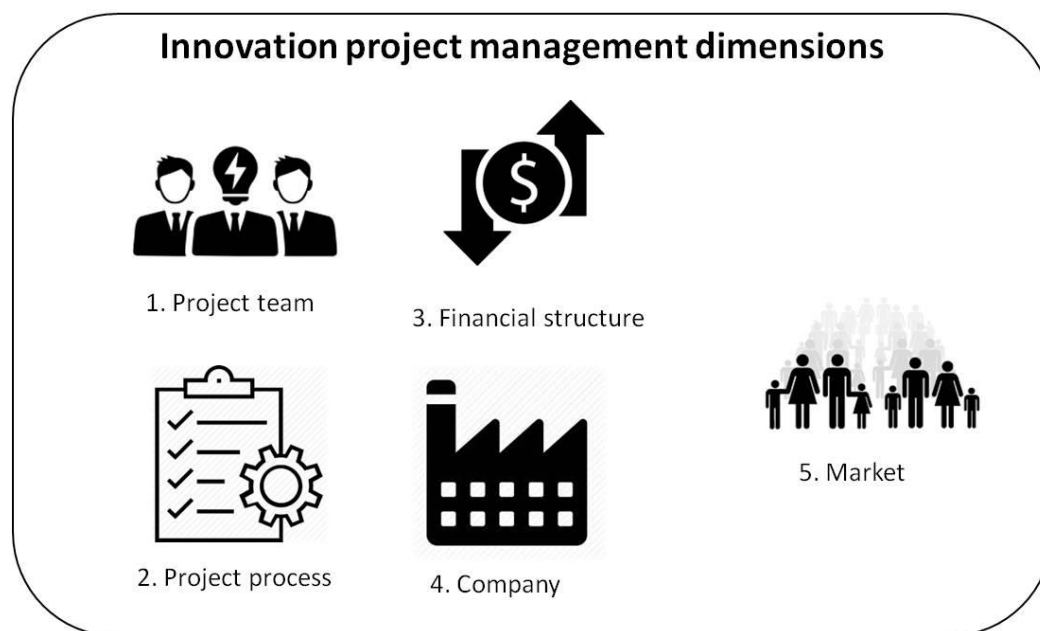 Innovation project management dimensions
$
1. Project team
3. Financial structure
2. Project process
4. Company
5. Market